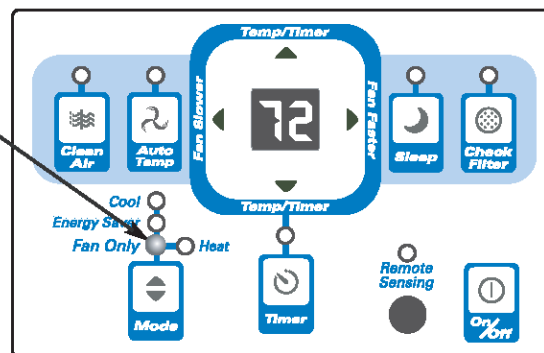 Temp/Timer
Fan Slower
72
Fan Faster
Clean
Air
Auto
Temp
Sleep
Check
Filter
Temp/Timer
Cool
Energy Saver
Fan Only
Heat
Mode
Timer
Remote
Sensing
On/Off